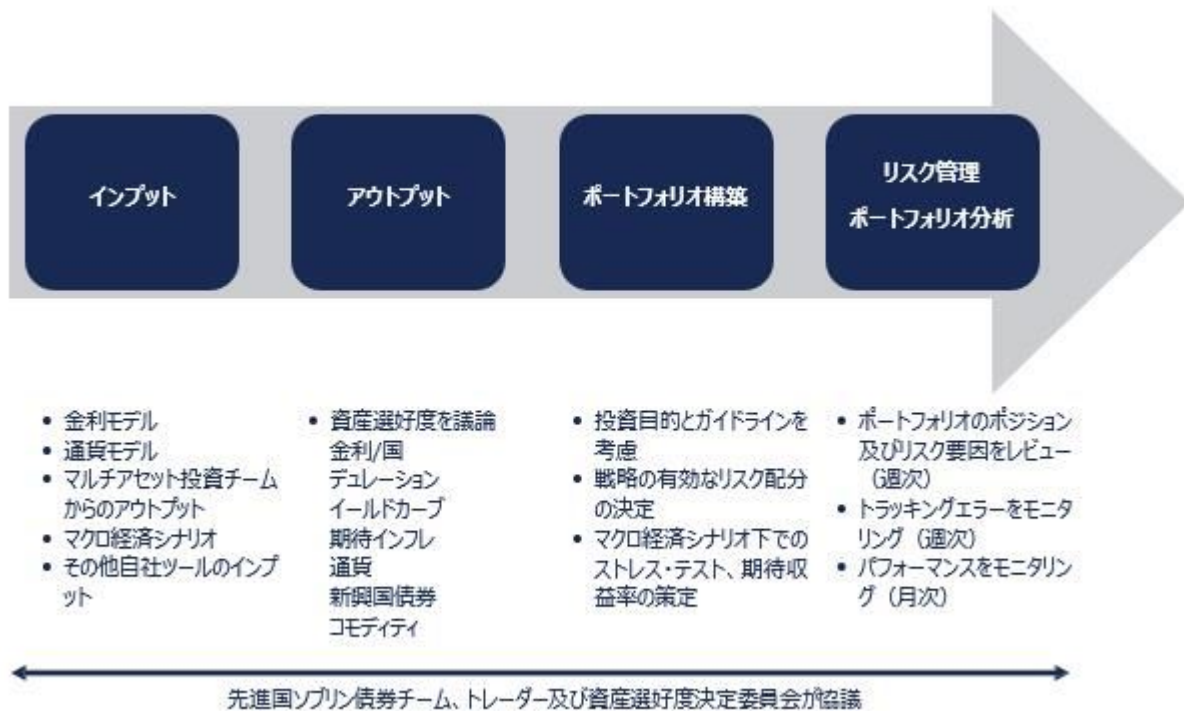 インプット
アウトプット
ポートフォリオ構築
リスク管理
ポートフォリオ分析
• 金利モデル
• 通貨モデル
• マルチアセット投資チーム
からのアウトプット
• マクロ経済シナリオ
• その他自社ツールのインプ
ット
• 資産選好度を議論
金利/国
デュレーション
イールドカーブ
期待インフレ
通貨
新興国債券
コモディティ
• 投資目的とガイドラインを
考慮
• 戦略の有効なリスク配分
の決定
• マクロ経済シナリオ下での
ストレス・テスト、期待収
益率の策定
• ポートフォリオのポジション
及びリスク要因をレビュー
（週次）
• トラッキングエラーをモニタ
リング（週次）
• パフォーマンスをモニタリン
グ（月次）
先進国ソブリン債券チーム、トレーダー及び資産選好度決定委員会が協議